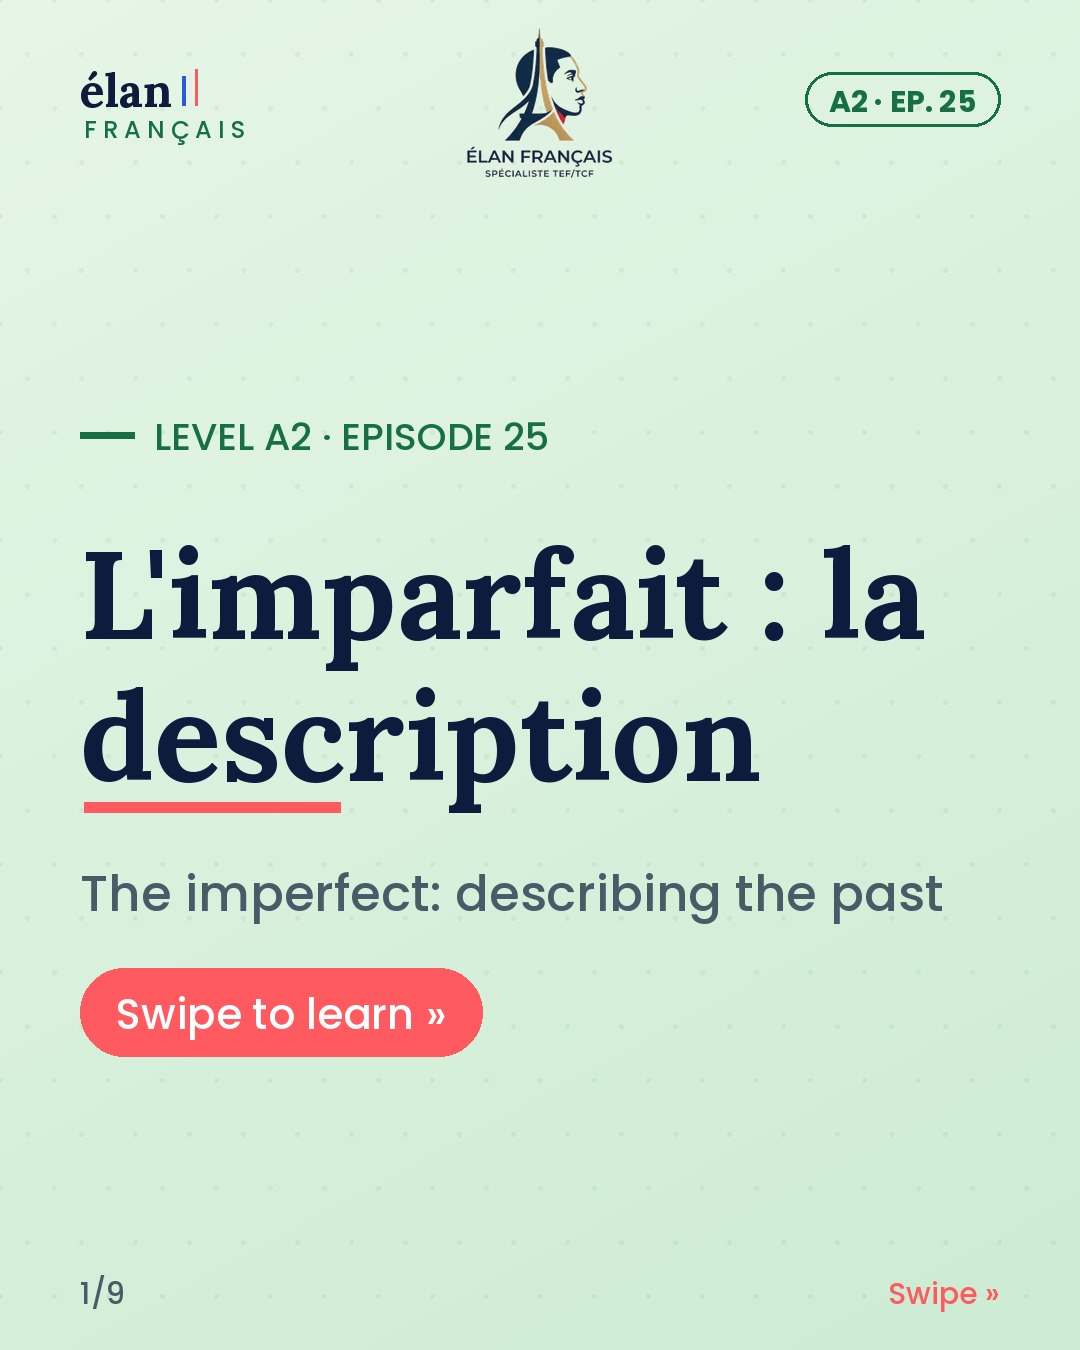 élan
FRANÇAIS
ÉLAN FRANÇAIS
SPÉCIALISTE TEF/TCF
A2 · EP. 25
LEVEL A2 · EPISODE 25
L'imparfait : la
description
The imperfect: describing the past
Swipe to learn »
1/9
Swipe »